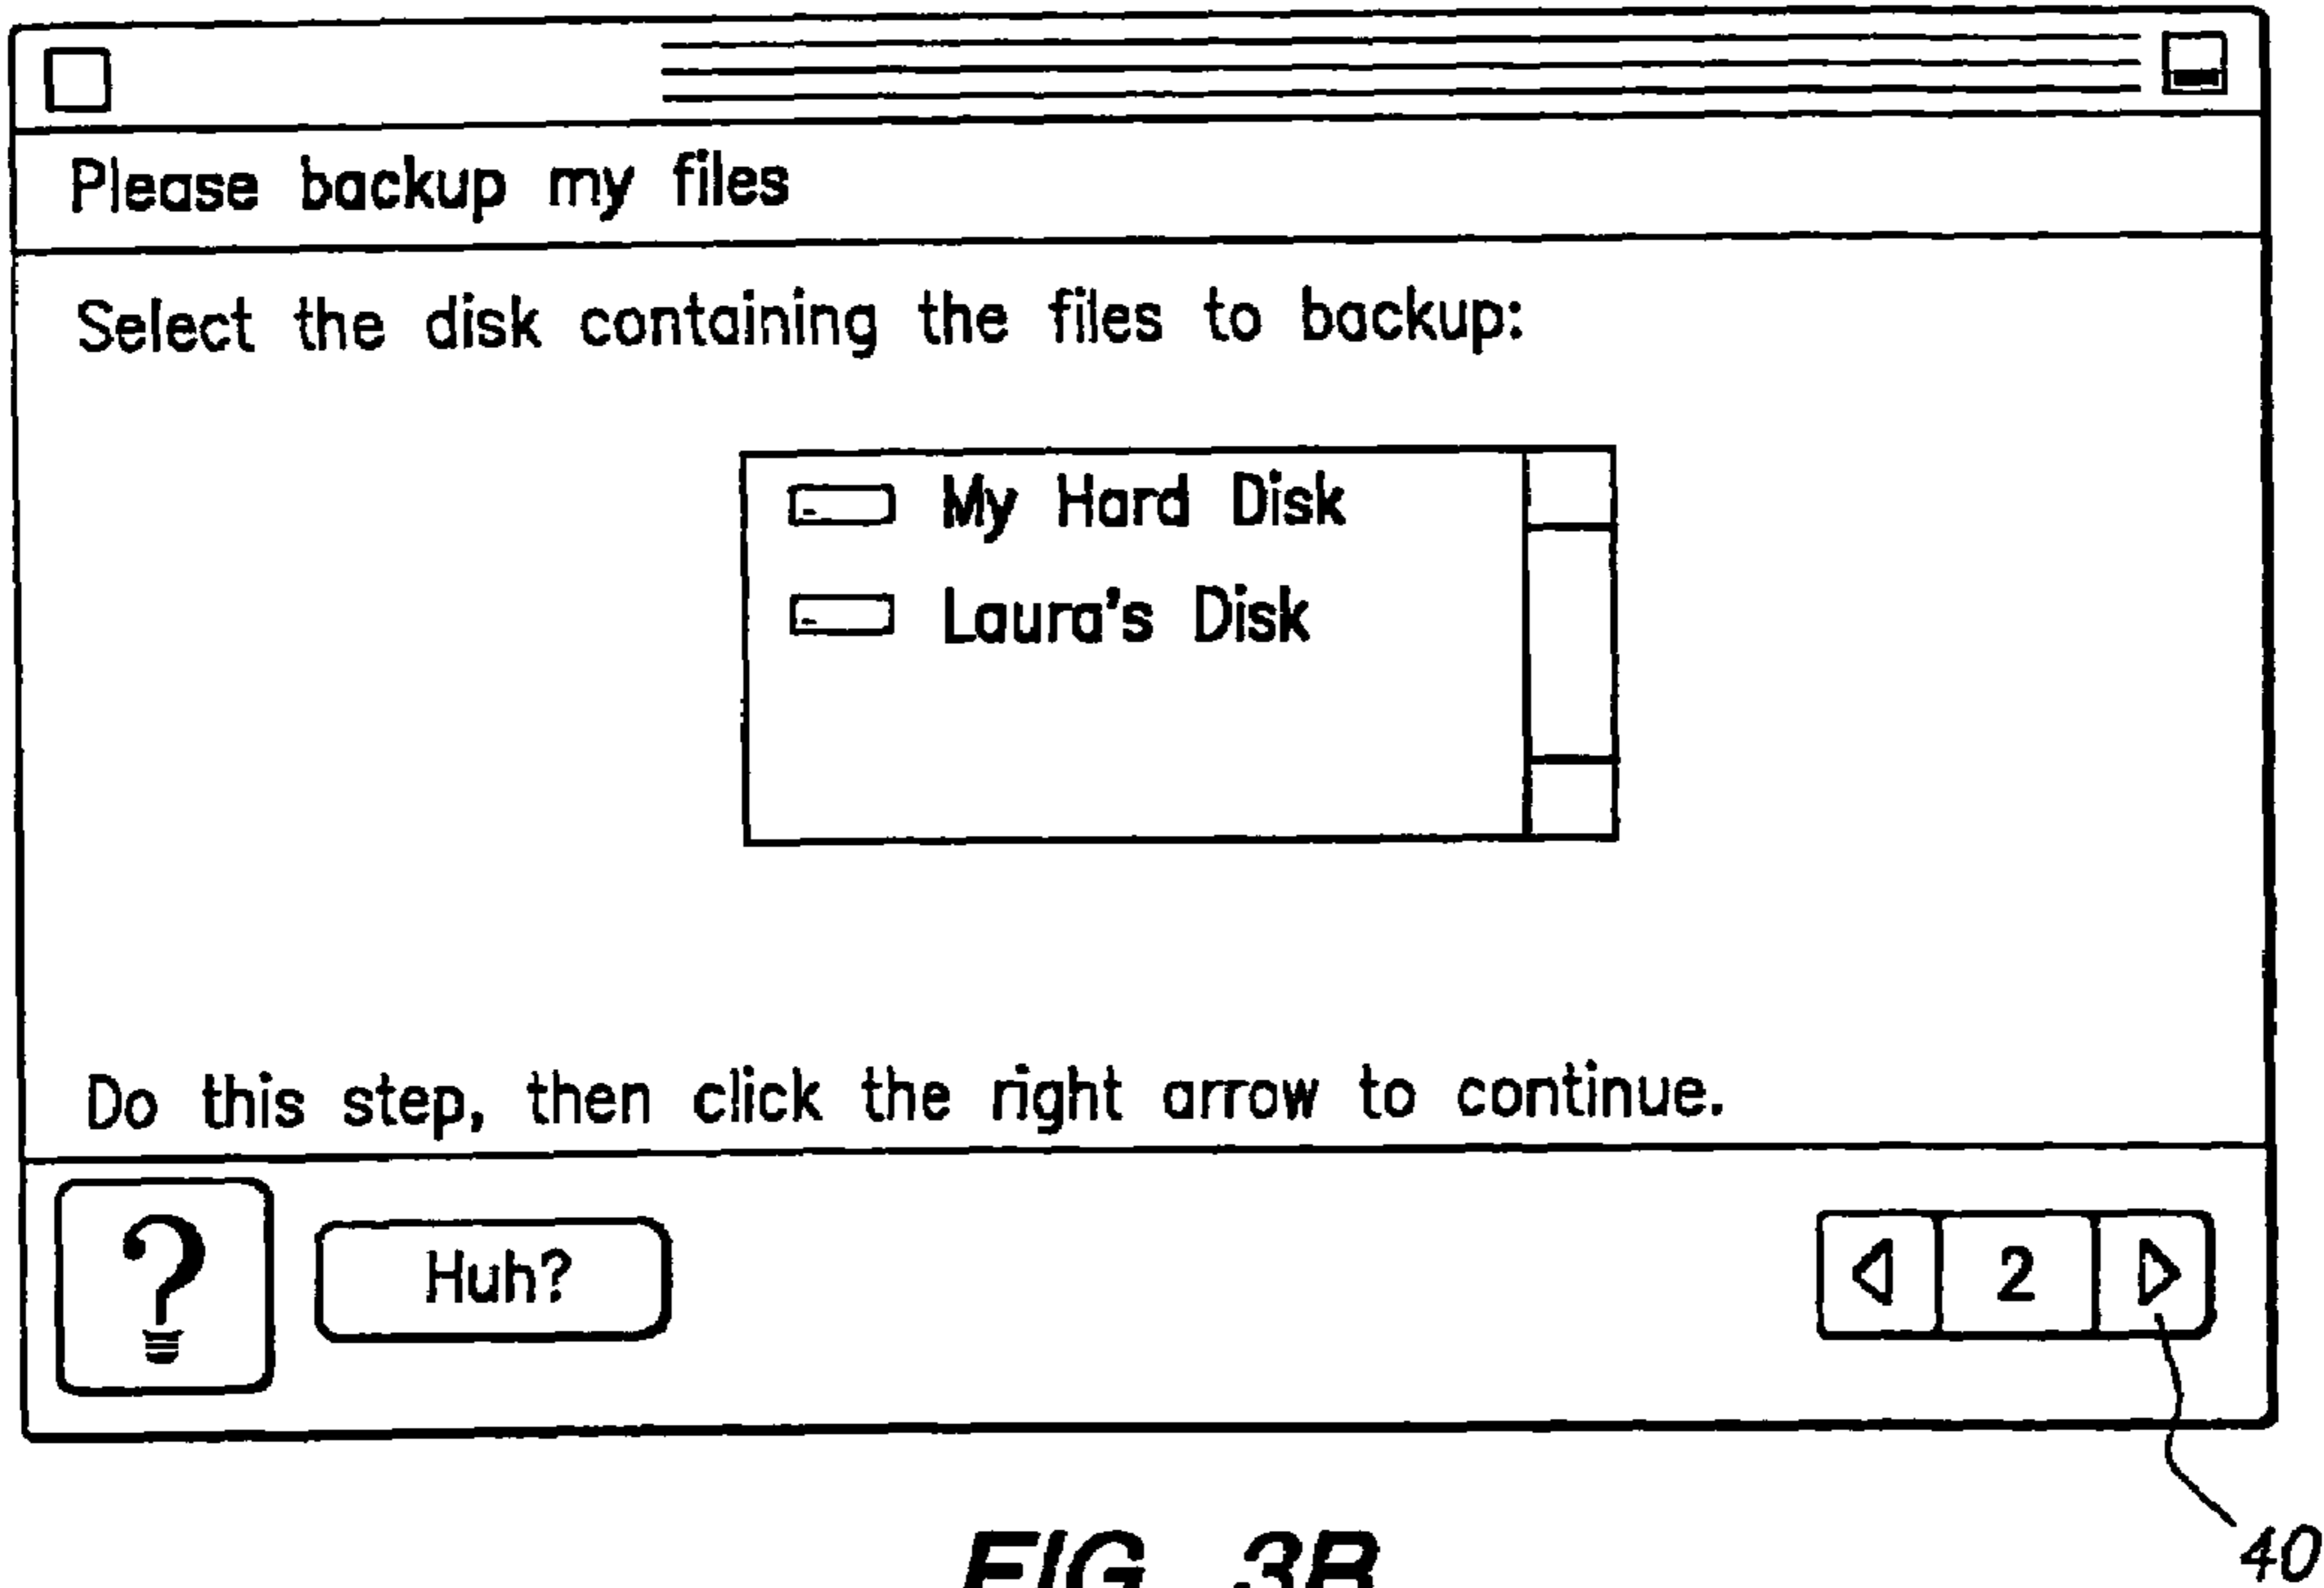 Please backup my files
Select the disk containing the files to backup:
My Hard Disk
Laura's Disk
Do this step, then click the right arrow to continue.
?
Huh?
2
40
FIG. 3B